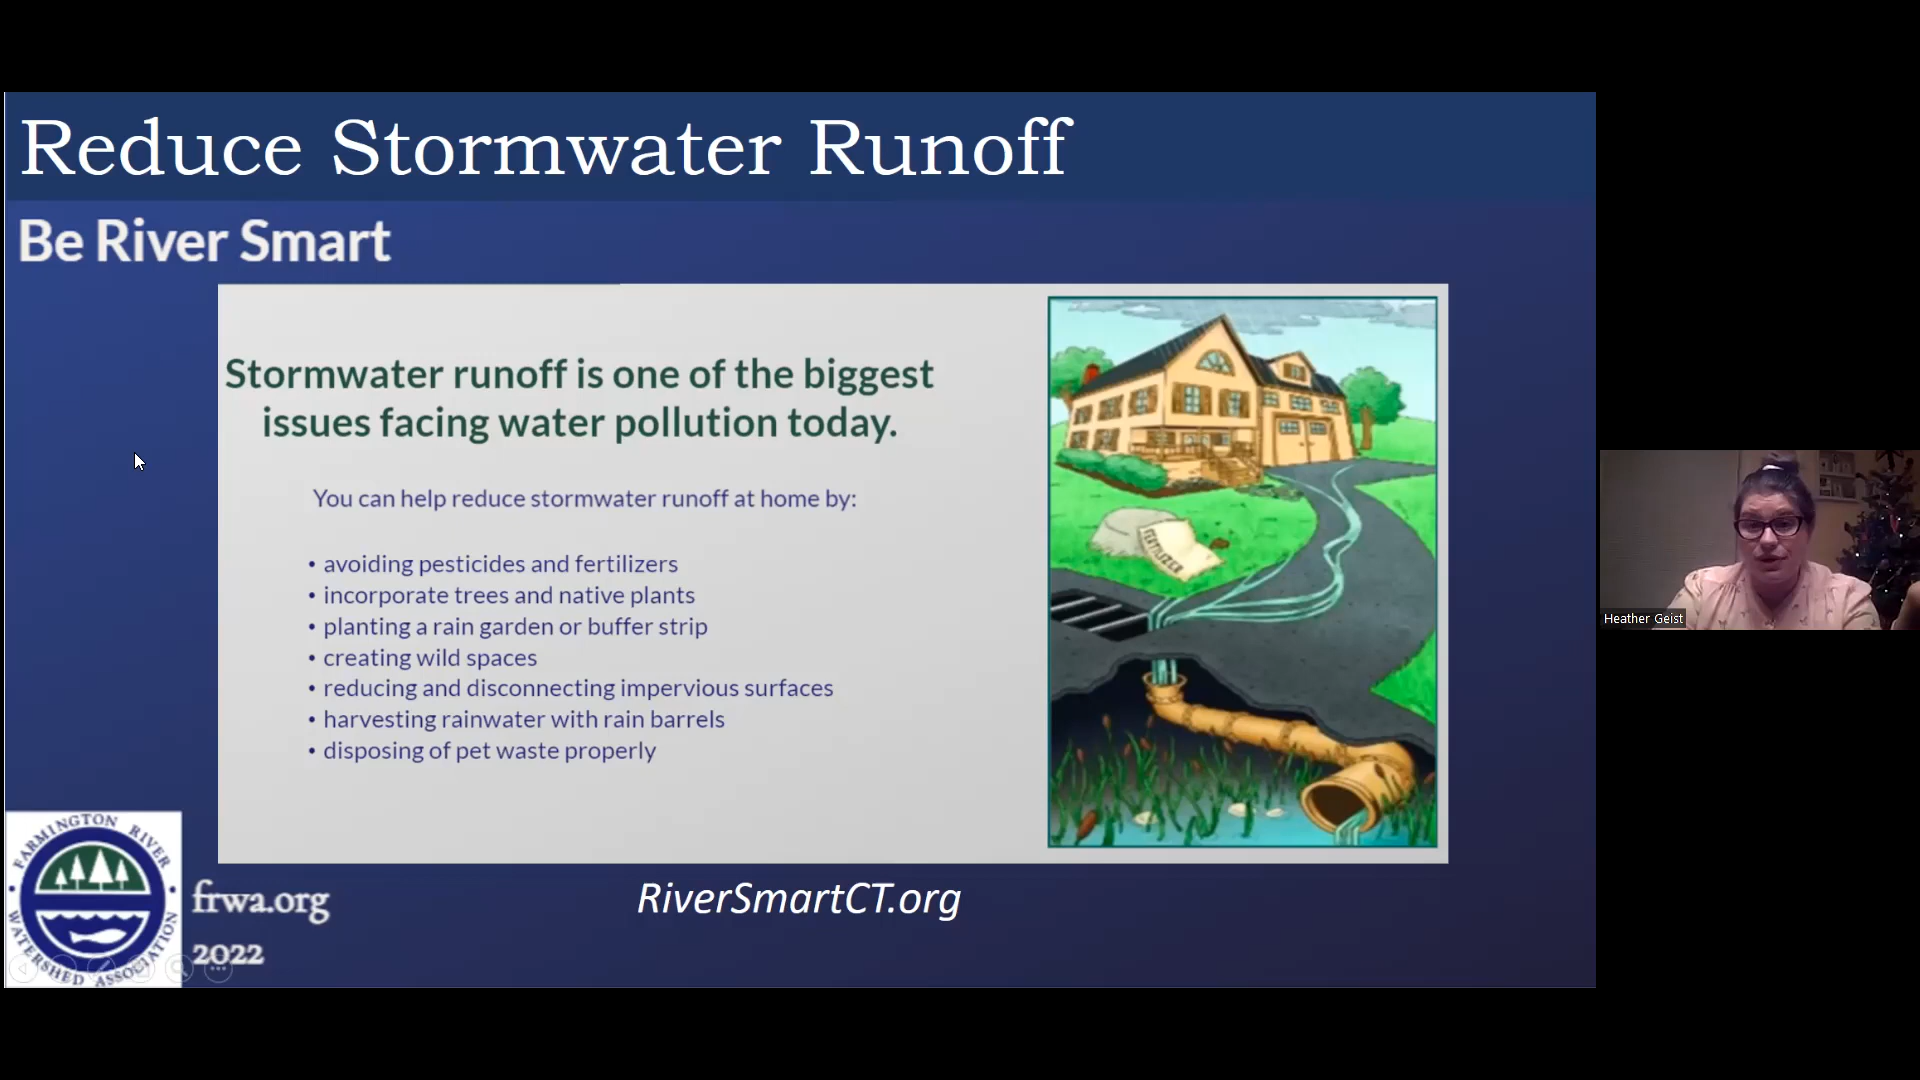 Reduce Stormwater Runoff
Be River Smart
Stormwater runoff is one of the biggest
issues facing water pollution today.
You can help reduce stormwater runoff at home by:
• avoiding pesticides and fertilizers
• incorporate trees and native plants
• planting a rain garden or buffer strip
• creating wild spaces
• reducing and disconnecting impervious surfaces
• harvesting rainwater with rain barrels
• disposing of pet waste properly
FERTILIZER
Heather Geist
FARMINGTON RIVER
WATERSHED ASSOCIATION
frwa.org
2022
RiverSmartCT.org